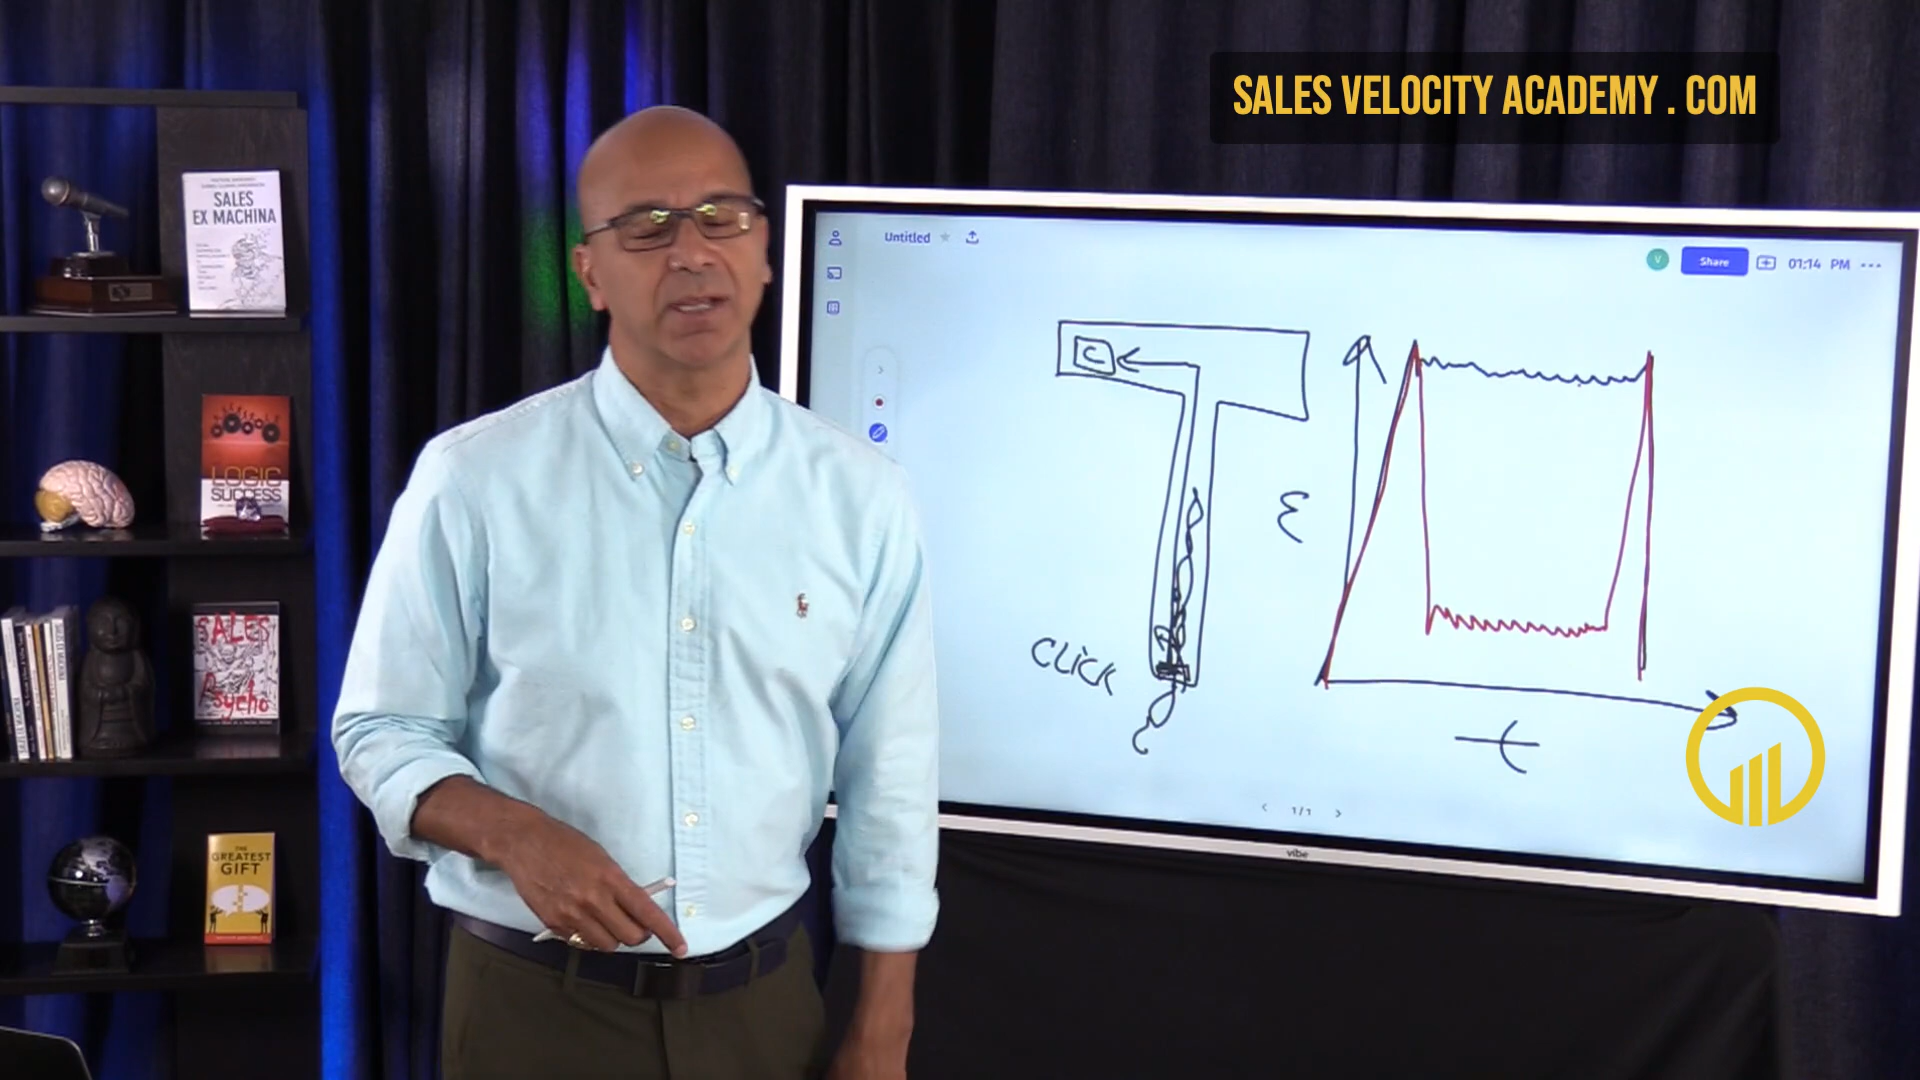 SALES VELOCITY ACADEMY . COM
SALES
EX MACHINA
Untitled
V
Share
01:14 PM
C
LOGIC
SUCCESS
ε
CLICK
SALES
Psycho
t
1/1
vibe
THE
GREATEST
GIFT